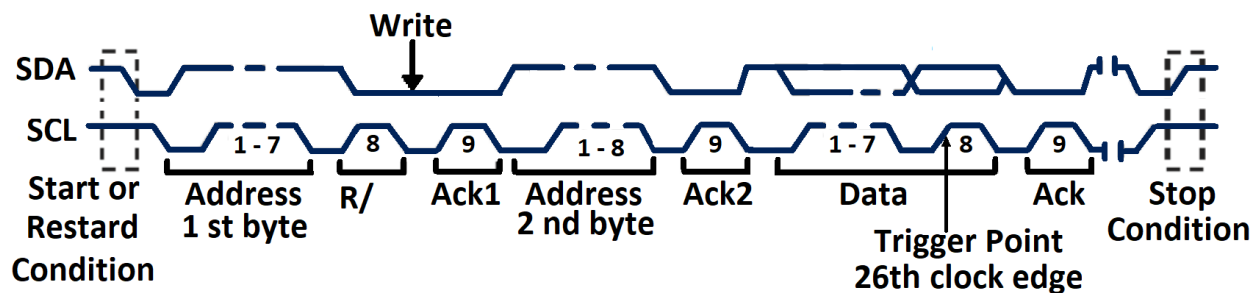 Write
SDA
SCL
1 - 7
8
9
1 - 8
9
1 - 7
8
9
Start or
Restard
Condition
Address
1 st byte
R/
Ack1
Address
2 nd byte
Ack2
Data
Ack
Stop
Condition
Trigger Point
26th clock edge